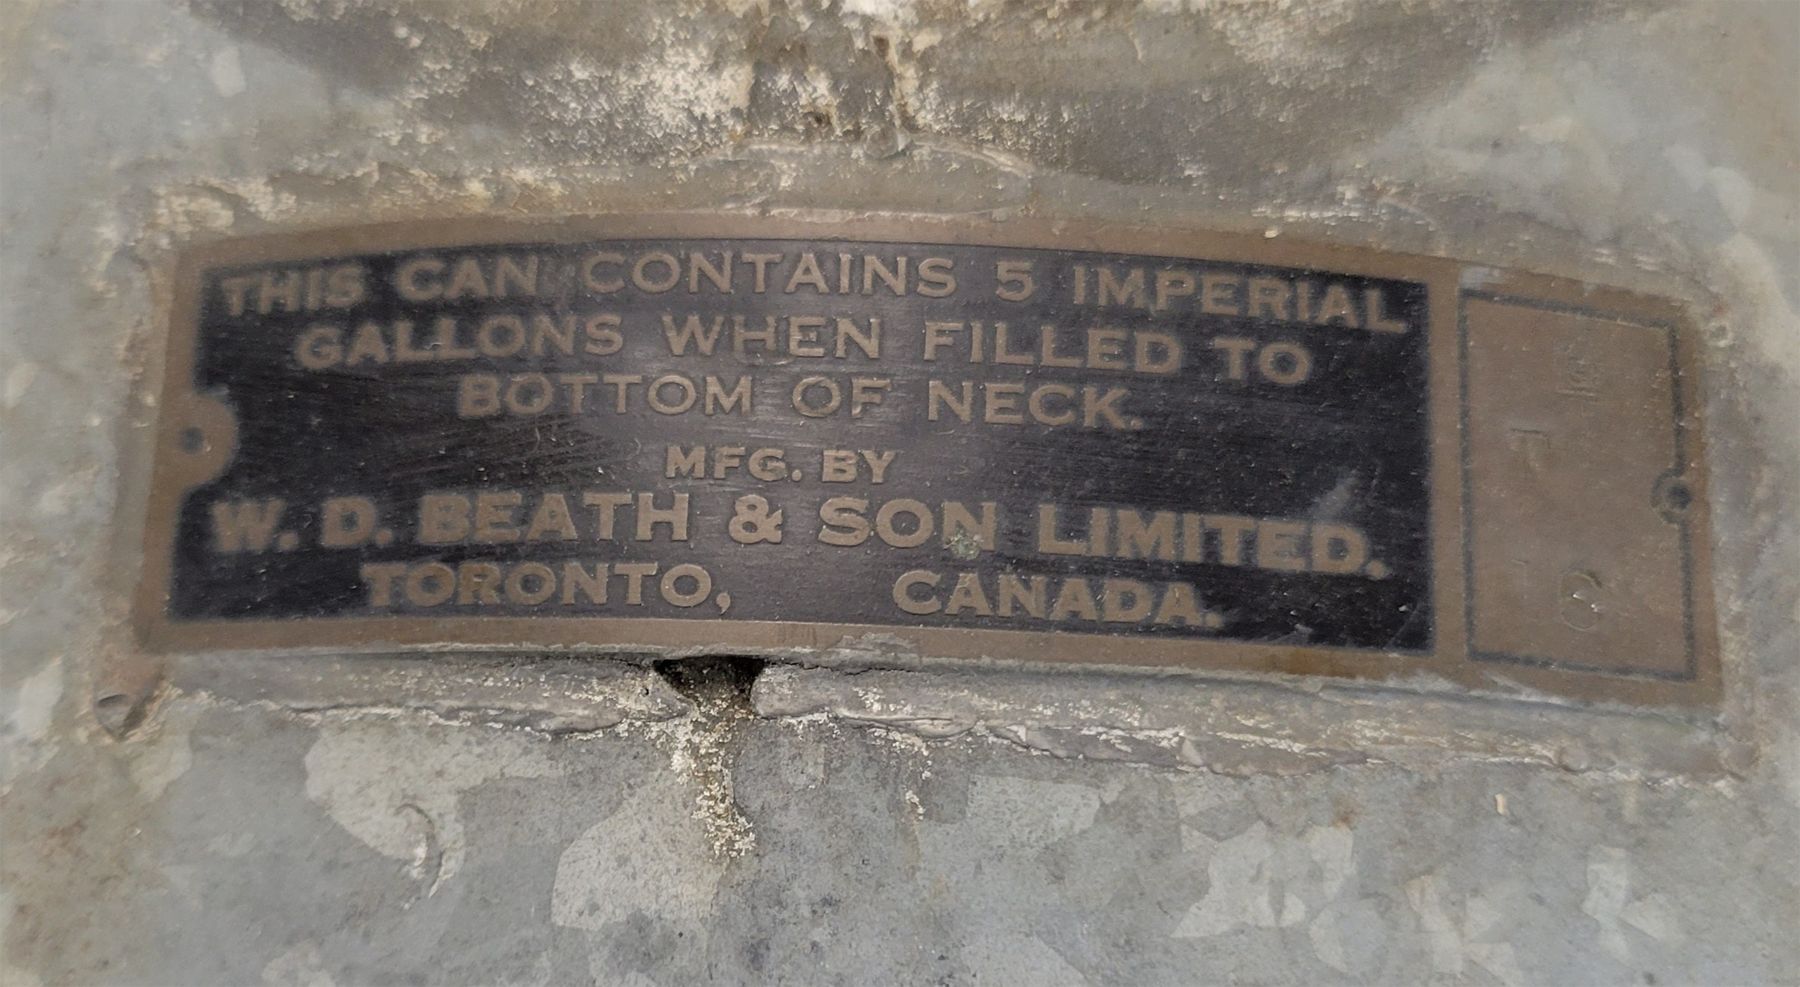 THIS CAN CONTAINS 5 IMPERIAL
GALLONS WHEN FILLED TO
BOTTOM OF NECK.
MFG. BY
W. D. BEATH & SON LIMITED.
TORONTO, CANADA.